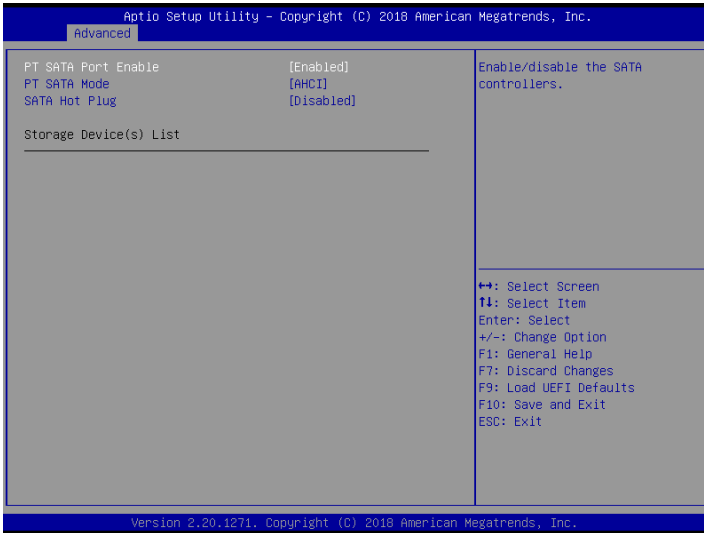 Aptio Setup Utility – Copyright (C) 2018 American Megatrends, Inc.
Advanced
PT SATA Port Enable [Enabled]
PT SATA Mode [AHCI]
SATA Hot Plug [Disabled]
Storage Device(s) List
Enable/disable the SATA
controllers.
↔: Select Screen
↑↓: Select Item
Enter: Select
+/-: Change Option
F1: General Help
F7: Discard Changes
F9: Load UEFI Defaults
F10: Save and Exit
ESC: Exit
Version 2.20.1271. Copyright (C) 2018 American Megatrends, Inc.